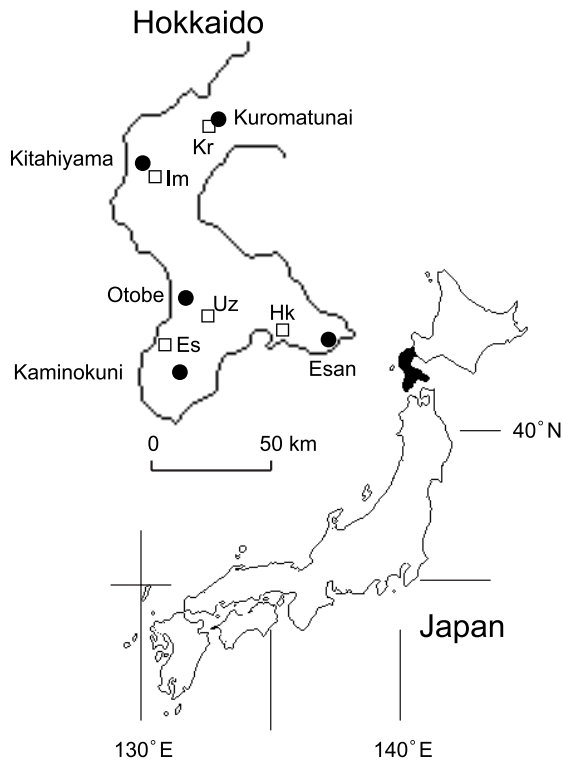 Hokkaido
Kuromatunai
Kr
Kitahiyama
Im
Otobe
Uz
Hk
Es
Esan
Kaminokuni
0 50 km
40°N
Japan
130°E 140°E